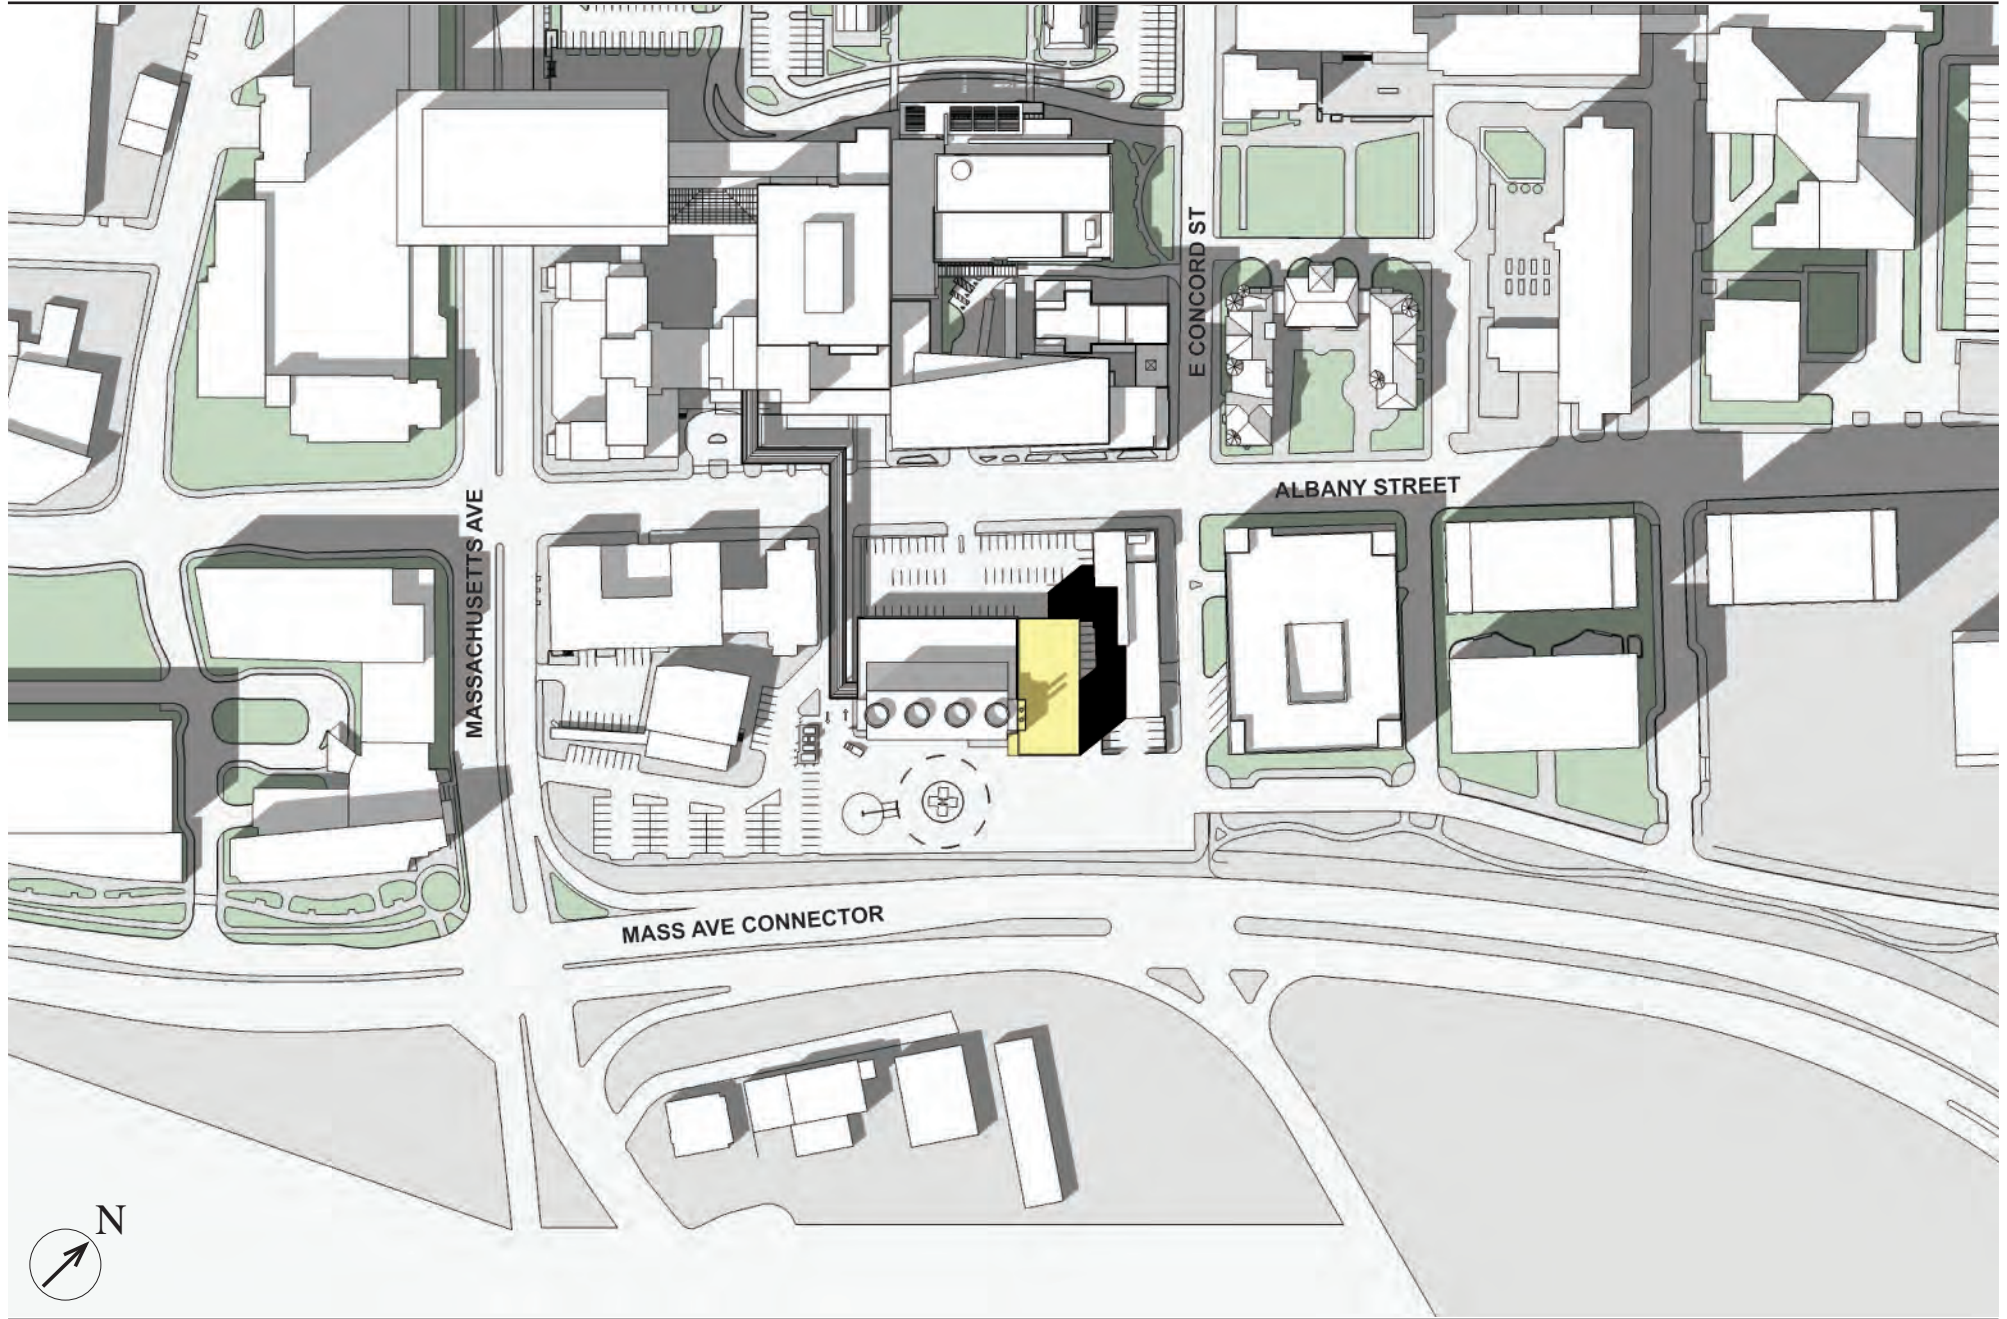 E CONCORD ST
ALBANY STREET
MASSACHUSETTS AVE
MASS AVE CONNECTOR
N